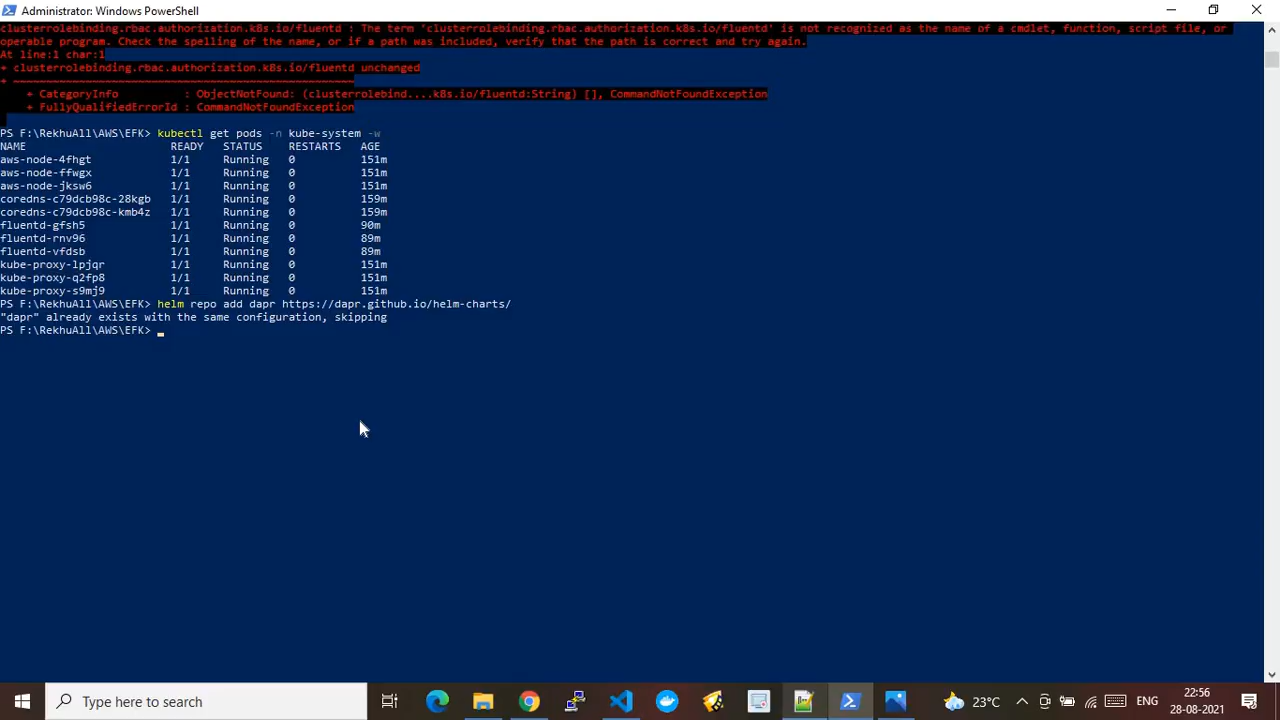 Administrator: Windows PowerShell
clusterrolebinding.rbac.authorization.k8s.io/fluentd : The term 'clusterrolebinding.rbac.authorization.k8s.io/fluentd' is not recognized as the name of a cmdlet, function, script file, or
operable program. Check the spelling of the name, or if a path was included, verify that the path is correct and try again.
At line:1 char:1
+ clusterrolebinding.rbac.authorization.k8s.io/fluentd unchanged
+ ~~~~~~~~~~~~~~~~~~~~~~~~~~~~~~~~~~~~~~~~~~~~~~~~~~~~
+ CategoryInfo : ObjectNotFound: (clusterrolebind....k8s.io/fluentd:String) [], CommandNotFoundException
+ FullyQualifiedErrorId : CommandNotFoundException
PS F:\RekhuAll\AWS\EFK> kubectl get pods -n kube-system -w
NAME READY STATUS RESTARTS AGE
aws-node-4fhgt 1/1 Running 0 151m
aws-node-ffwgx 1/1 Running 0 151m
aws-node-jksw6 1/1 Running 0 151m
coredns-c79dcb98c-28kgb 1/1 Running 0 159m
coredns-c79dcb98c-kmb4z 1/1 Running 0 159m
fluentd-gfsh5 1/1 Running 0 90m
fluentd-rnv96 1/1 Running 0 89m
fluentd-vfdsb 1/1 Running 0 89m
kube-proxy-lpjqr 1/1 Running 0 151m
kube-proxy-q2fp8 1/1 Running 0 151m
kube-proxy-s9mj9 1/1 Running 0 151m
PS F:\RekhuAll\AWS\EFK> helm repo add dapr https://dapr.github.io/helm-charts/
"dapr" already exists with the same configuration, skipping
PS F:\RekhuAll\AWS\EFK>
Type here to search
23°C
ENG
22:56
28-08-2021